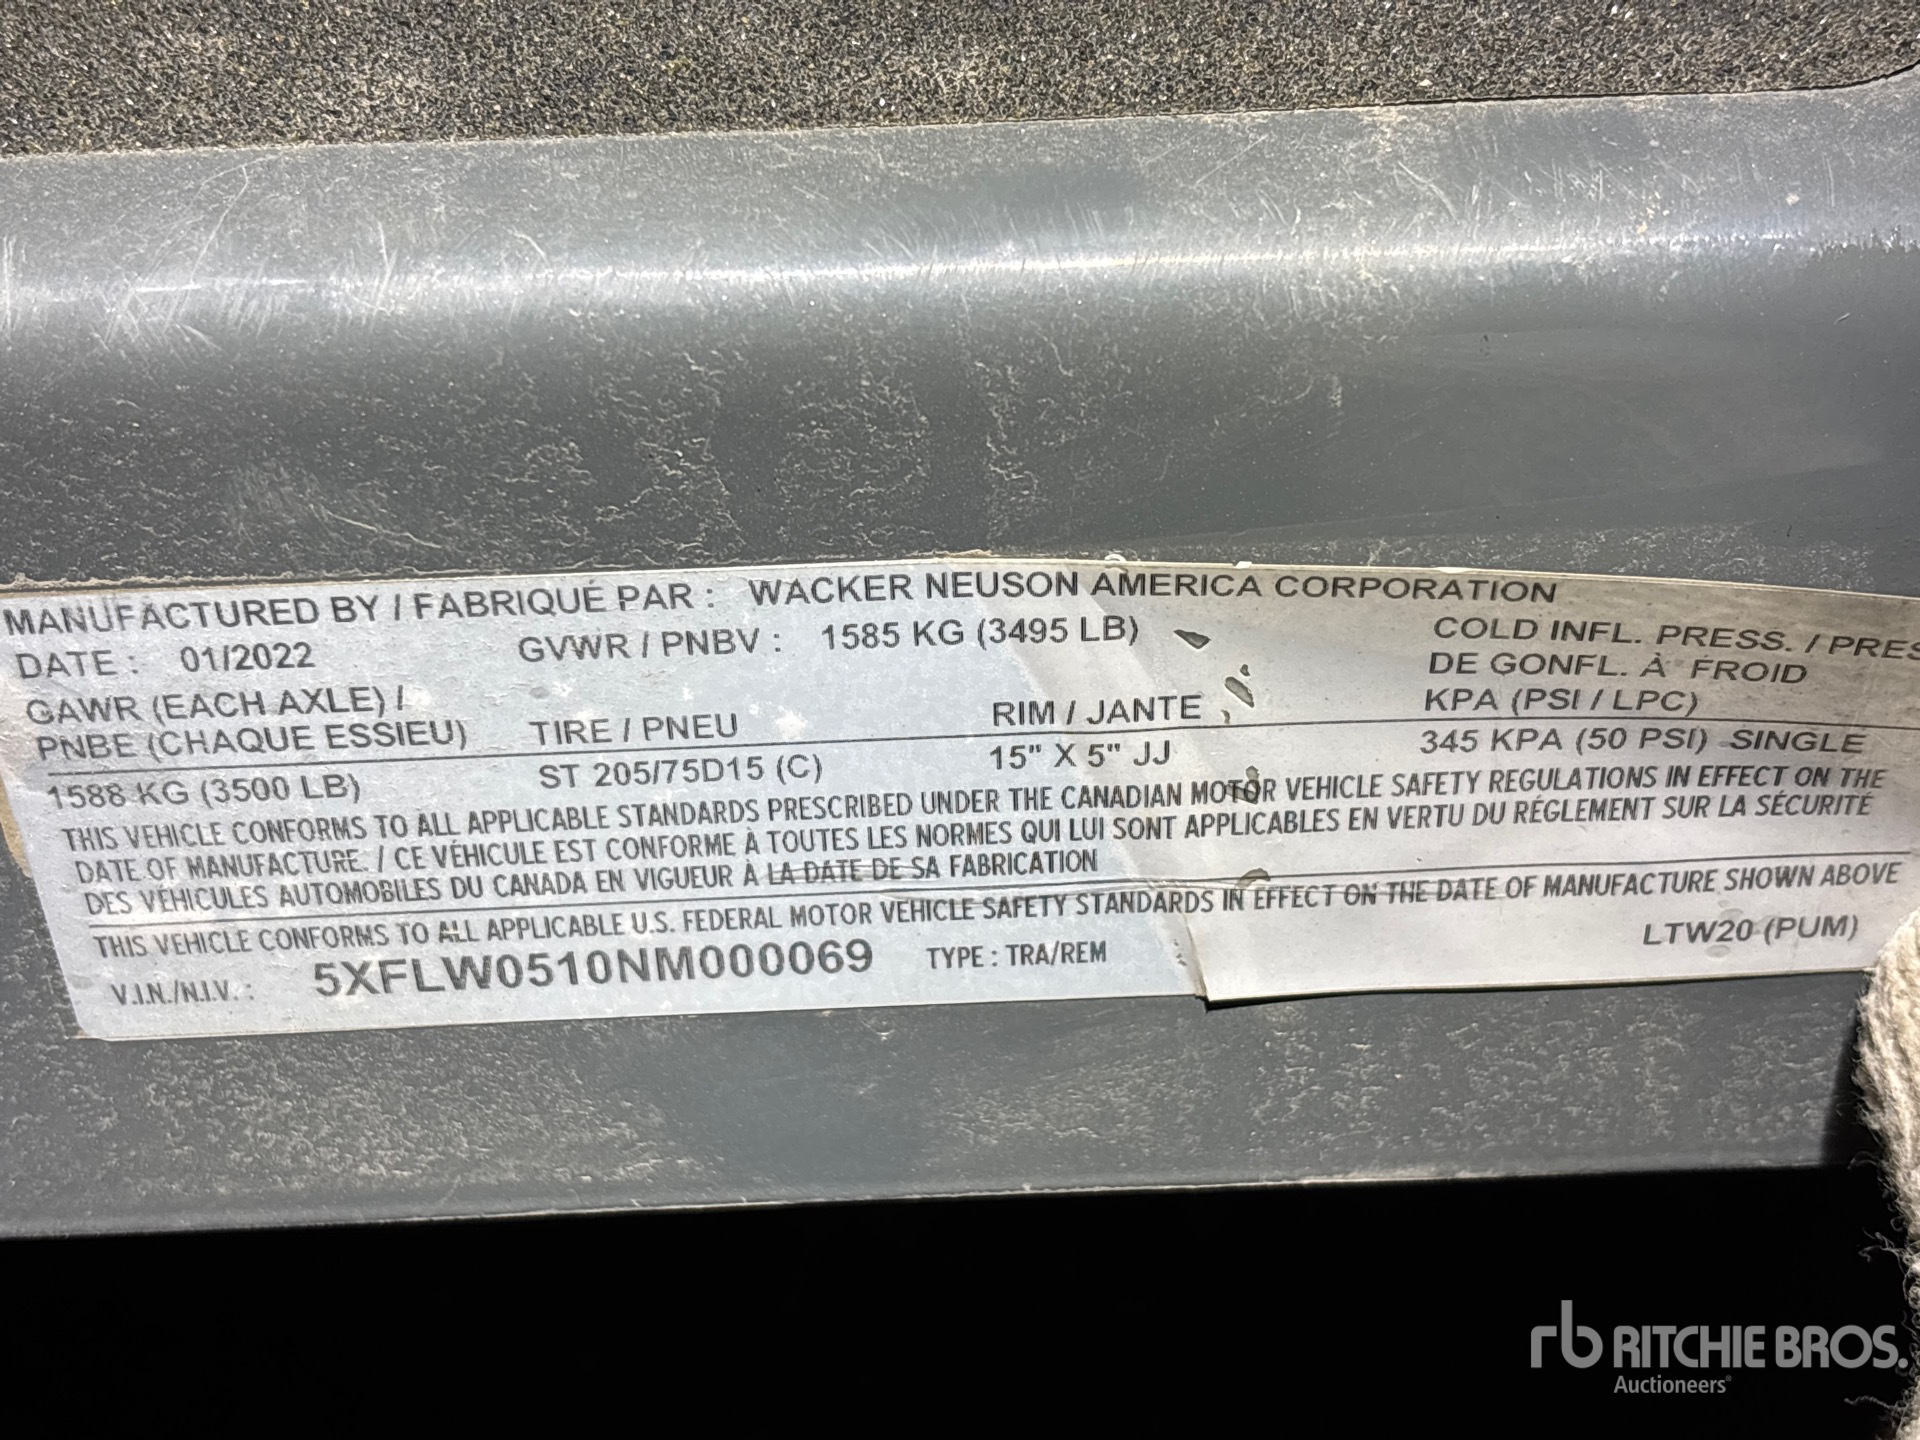 MANUFACTURED BY / FABRIQUÉ PAR : WACKER NEUSON AMERICA CORPORATION
DATE : 01/2022 GVWR / PNBV : 1585 KG (3495 LB)
GAWR (EACH AXLE) /
PNBE (CHAQUE ESSIEU) TIRE / PNEU RIM / JANTE
COLD INFL. PRESS. / PRES
DE GONFL. À FROID
KPA (PSI / LPC)
1588 KG (3500 LB) ST 205/75D15 (C) 15" X 5" JJ 345 KPA (50 PSI) SINGLE
THIS VEHICLE CONFORMS TO ALL APPLICABLE STANDARDS PRESCRIBED UNDER THE CANADIAN MOTOR VEHICLE SAFETY REGULATIONS IN EFFECT ON THE
DATE OF MANUFACTURE. / CE VÉHICULE EST CONFORME À TOUTES LES NORMES QUI LUI SONT APPLICABLES EN VERTU DU RÉGLEMENT SUR LA SÉCURITÉ
DES VÉHICULES AUTOMOBILES DU CANADA EN VIGUEUR À LA DATE DE SA FABRICATION
THIS VEHICLE CONFORMS TO ALL APPLICABLE U.S. FEDERAL MOTOR VEHICLE SAFETY STANDARDS IN EFFECT ON THE DATE OF MANUFACTURE SHOWN ABOVE
V.I.N./N.I.V. : 5XFLW0510NM000069 TYPE : TRA/REM LTW20 (PUM)
rb RITCHIE BROS.
Auctioneers®